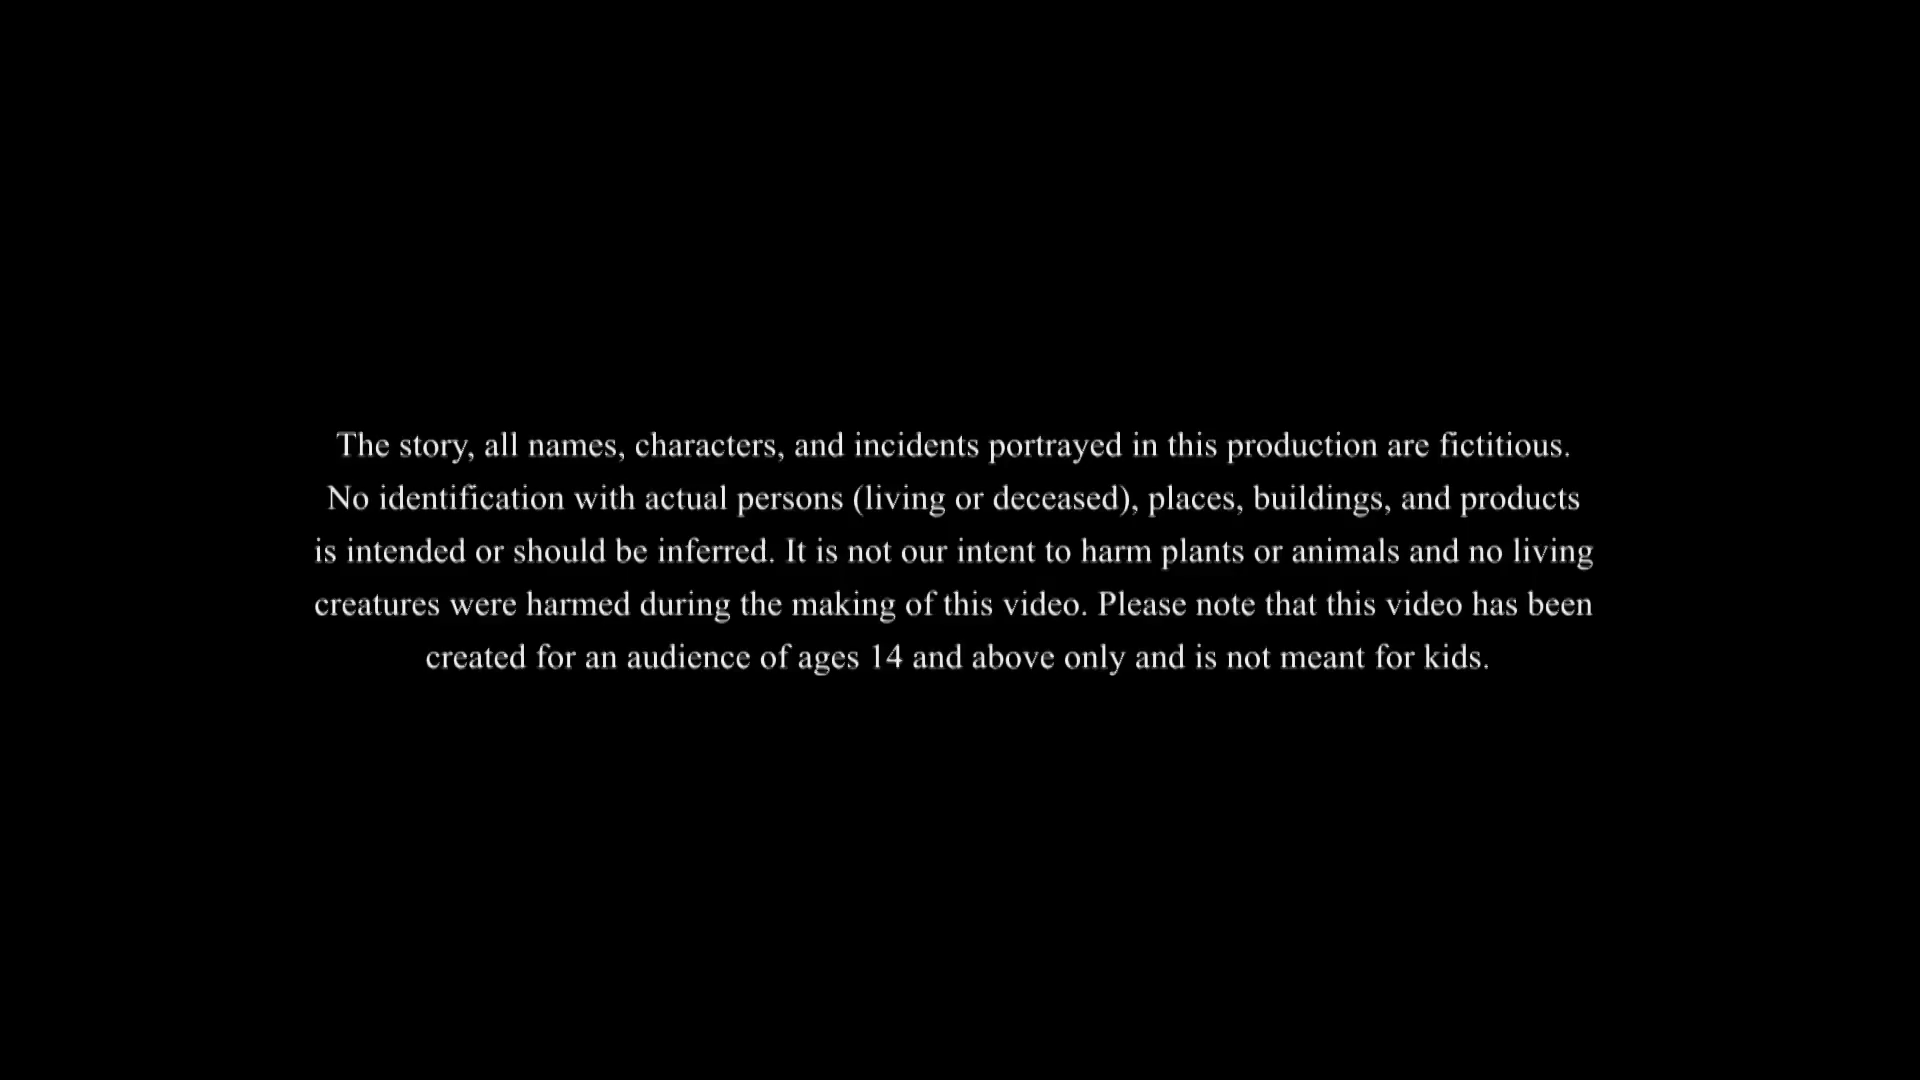 The story, all names, characters, and incidents portrayed in this production are fictitious.
No identification with actual persons (living or deceased), places, buildings, and products
is intended or should be inferred. It is not our intent to harm plants or animals and no living
creatures were harmed during the making of this video. Please note that this video has been
created for an audience of ages 14 and above only and is not meant for kids.